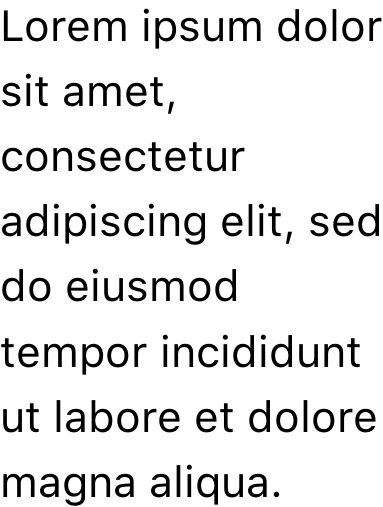 Lorem ipsum dolor
sit amet,
consectetur
adipiscing elit, sed
do eiusmod
tempor incididunt
ut labore et dolore
magna aliqua.